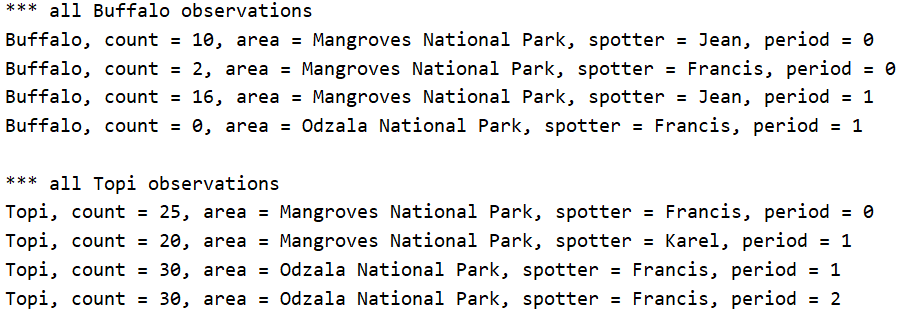 *** all Buffalo observations
Buffalo, count = 10, area = Mangroves National Park, spotter = Jean, period = 0
Buffalo, count = 2, area = Mangroves National Park, spotter = Francis, period = 0
Buffalo, count = 16, area = Mangroves National Park, spotter = Jean, period = 1
Buffalo, count = 0, area = Odzala National Park, spotter = Francis, period = 1
*** all Topi observations
Topi, count = 25, area = Mangroves National Park, spotter = Francis, period = 0
Topi, count = 20, area = Mangroves National Park, spotter = Karel, period = 1
Topi, count = 30, area = Odzala National Park, spotter = Francis, period = 1
Topi, count = 30, area = Odzala National Park, spotter = Francis, period = 2